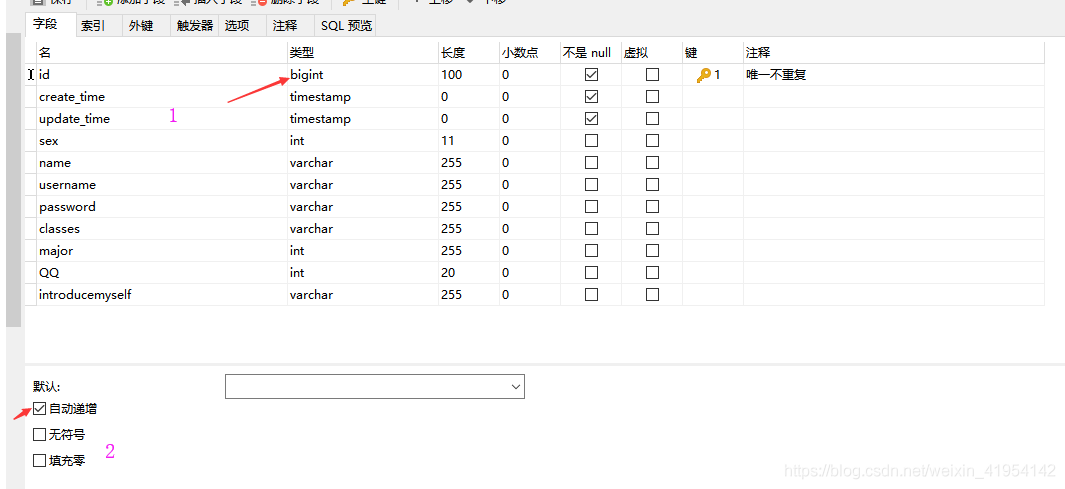 保存 添加字段 插入字段 删除字段 主键 上移 下移
字段 索引 外键 触发器 选项 注释 SQL 预览
名 类型 长度 小数点 不是 null 虚拟 键 注释
id bigint 100 0 1 唯一不重复
create_time timestamp 0 0
1
update_time timestamp 0 0
sex int 11 0
name varchar 255 0
username varchar 255 0
password varchar 255 0
classes varchar 255 0
major int 255 0
QQ int 20 0
introducemyself varchar 255 0
默认:
自动递增
无符号
2
填充零
https://blog.csdn.net/weixin_41954142